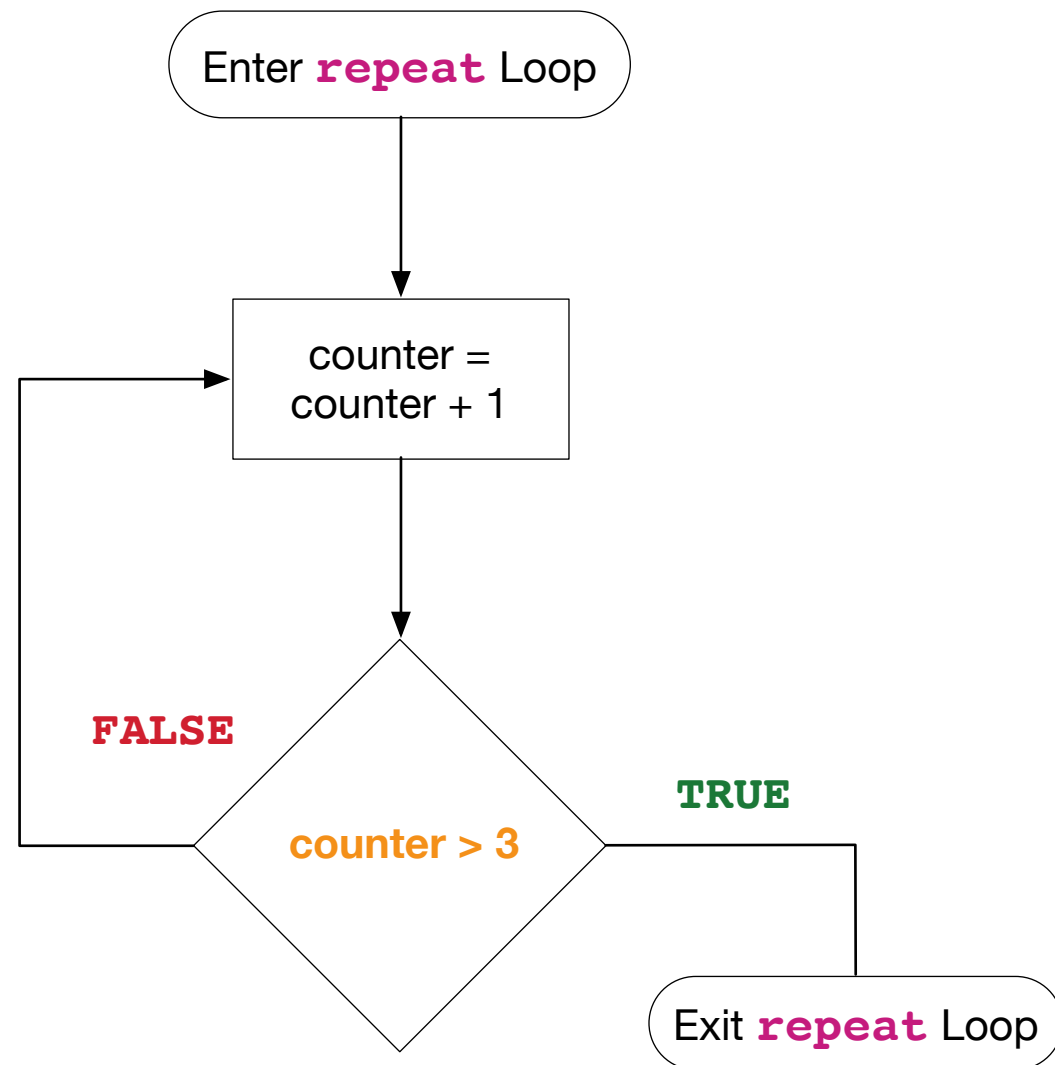 Enter repeat Loop
counter =
counter + 1
FALSE
TRUE
counter > 3
Exit repeat Loop